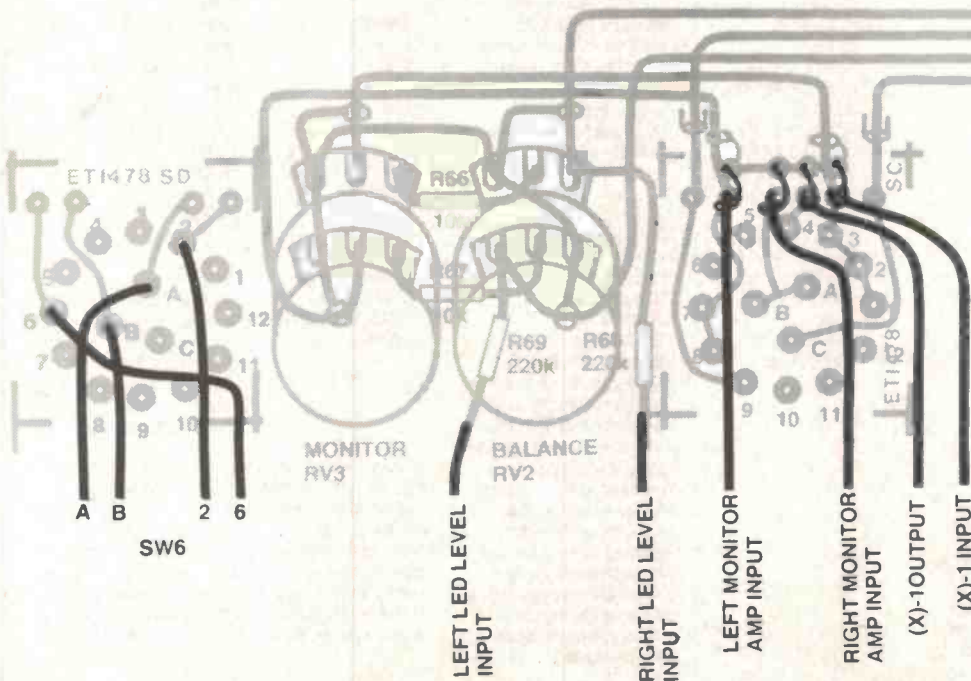 ETI478 SD
R66
R67
R69
220k
R68
220k
MONITOR
RV3
BALANCE
RV2
1
12
11
10
9
8
7
6
5
4
3
A
B
C
5
4
3
2
6
7
8
A
B
C
9
10
11
ETI478
SC
A B 2 6
SW6
LEFT LED LEVEL
INPUT
RIGHT LED LEVEL
INPUT
LEFT MONITOR
AMP INPUT
RIGHT MONITOR
AMP INPUT
(X)-1OUTPUT
(X)-1 INPUT